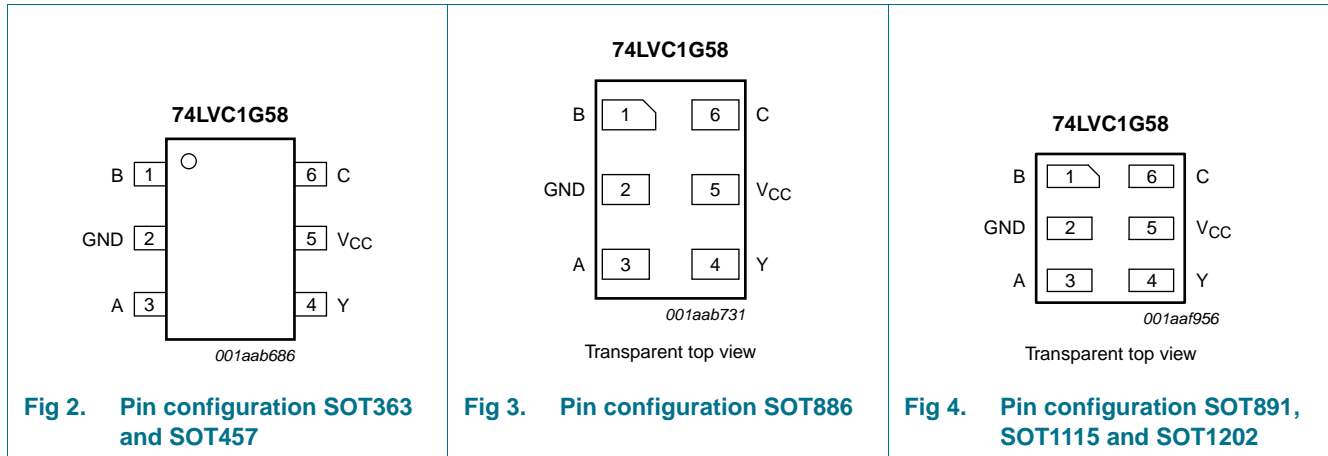 74LVC1G58
B 1 6 C
GND 2 5 VCC
A 3 4 Y
001aab686
Fig 2. Pin configuration SOT363
and SOT457
74LVC1G58
B 1 6 C
GND 2 5 VCC
A 3 4 Y
001aab731
Transparent top view
Fig 3. Pin configuration SOT886
74LVC1G58
B 1 6 C
GND 2 5 VCC
A 3 4 Y
001aaf956
Transparent top view
Fig 4. Pin configuration SOT891,
SOT1115 and SOT1202